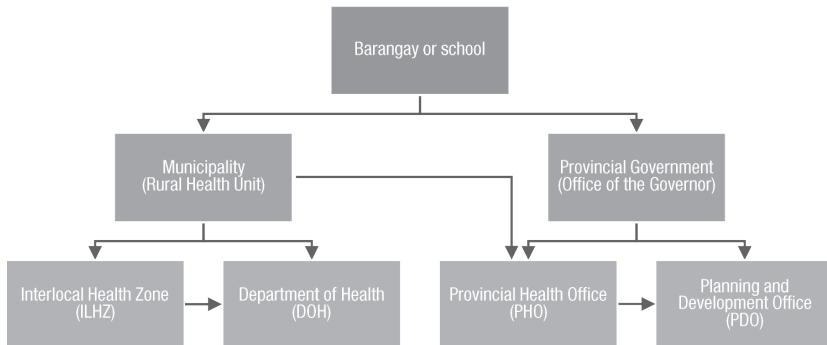 Barangay or school
Municipality
(Rural Health Unit)
Provincial Government
(Office of the Governor)
Interlocal Health Zone
(ILHZ)
Department of Health
(DOH)
Provincial Health Office
(PHO)
Planning and
Development Office
(PDO)